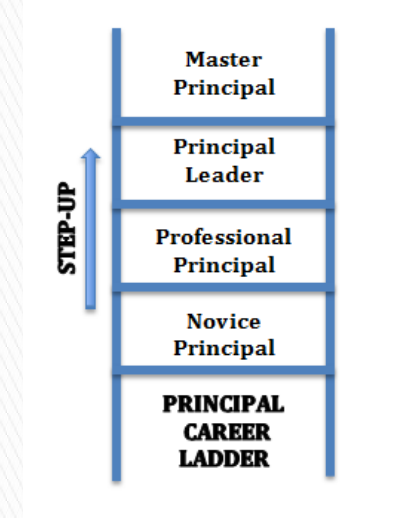 Master
Principal
Principal
Leader
Professional
Principal
Novice
Principal
STEP-UP
PRINCIPAL
CAREER
LADDER